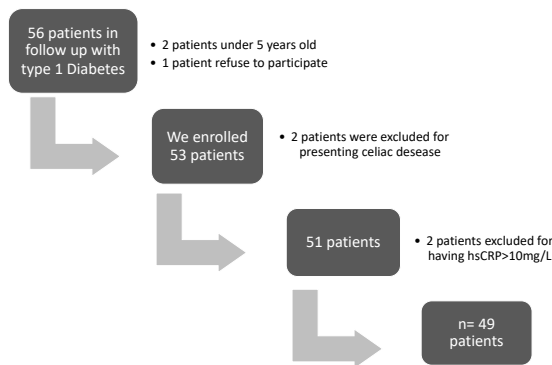 56 patients in
follow up with
type 1 Diabetes
• 2 patients under 5 years old
• 1 patient refuse to participate
We enrolled
53 patients
• 2 patients were excluded for
presenting celiac desease
51 patients
• 2 patients excluded for
having hsCRP>10mg/L
n= 49
patients